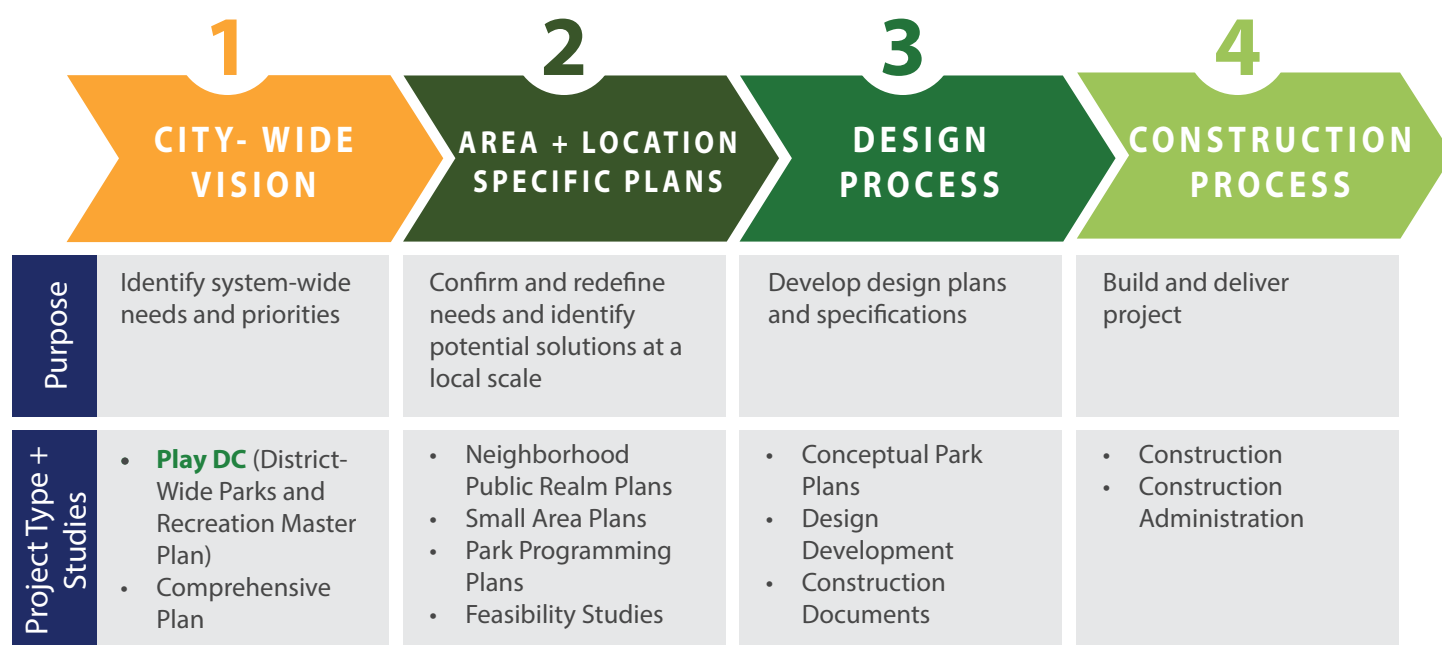 1
CITY- WIDE
VISION
2
AREA + LOCATION
SPECIFIC PLANS
3
DESIGN
PROCESS
4
CONSTRUCTION
PROCESS
Purpose
Identify system-wide
needs and priorities
Confirm and redefine
needs and identify
potential solutions at a
local scale
Develop design plans
and specifications
Build and deliver
project
Project Type +
Studies
• Play DC (District-
Wide Parks and
Recreation Master
Plan)
• Comprehensive
Plan
• Neighborhood
Public Realm Plans
• Small Area Plans
• Park Programming
Plans
• Feasibility Studies
• Conceptual Park
Plans
• Design
Development
• Construction
Documents
• Construction
• Construction
Administration